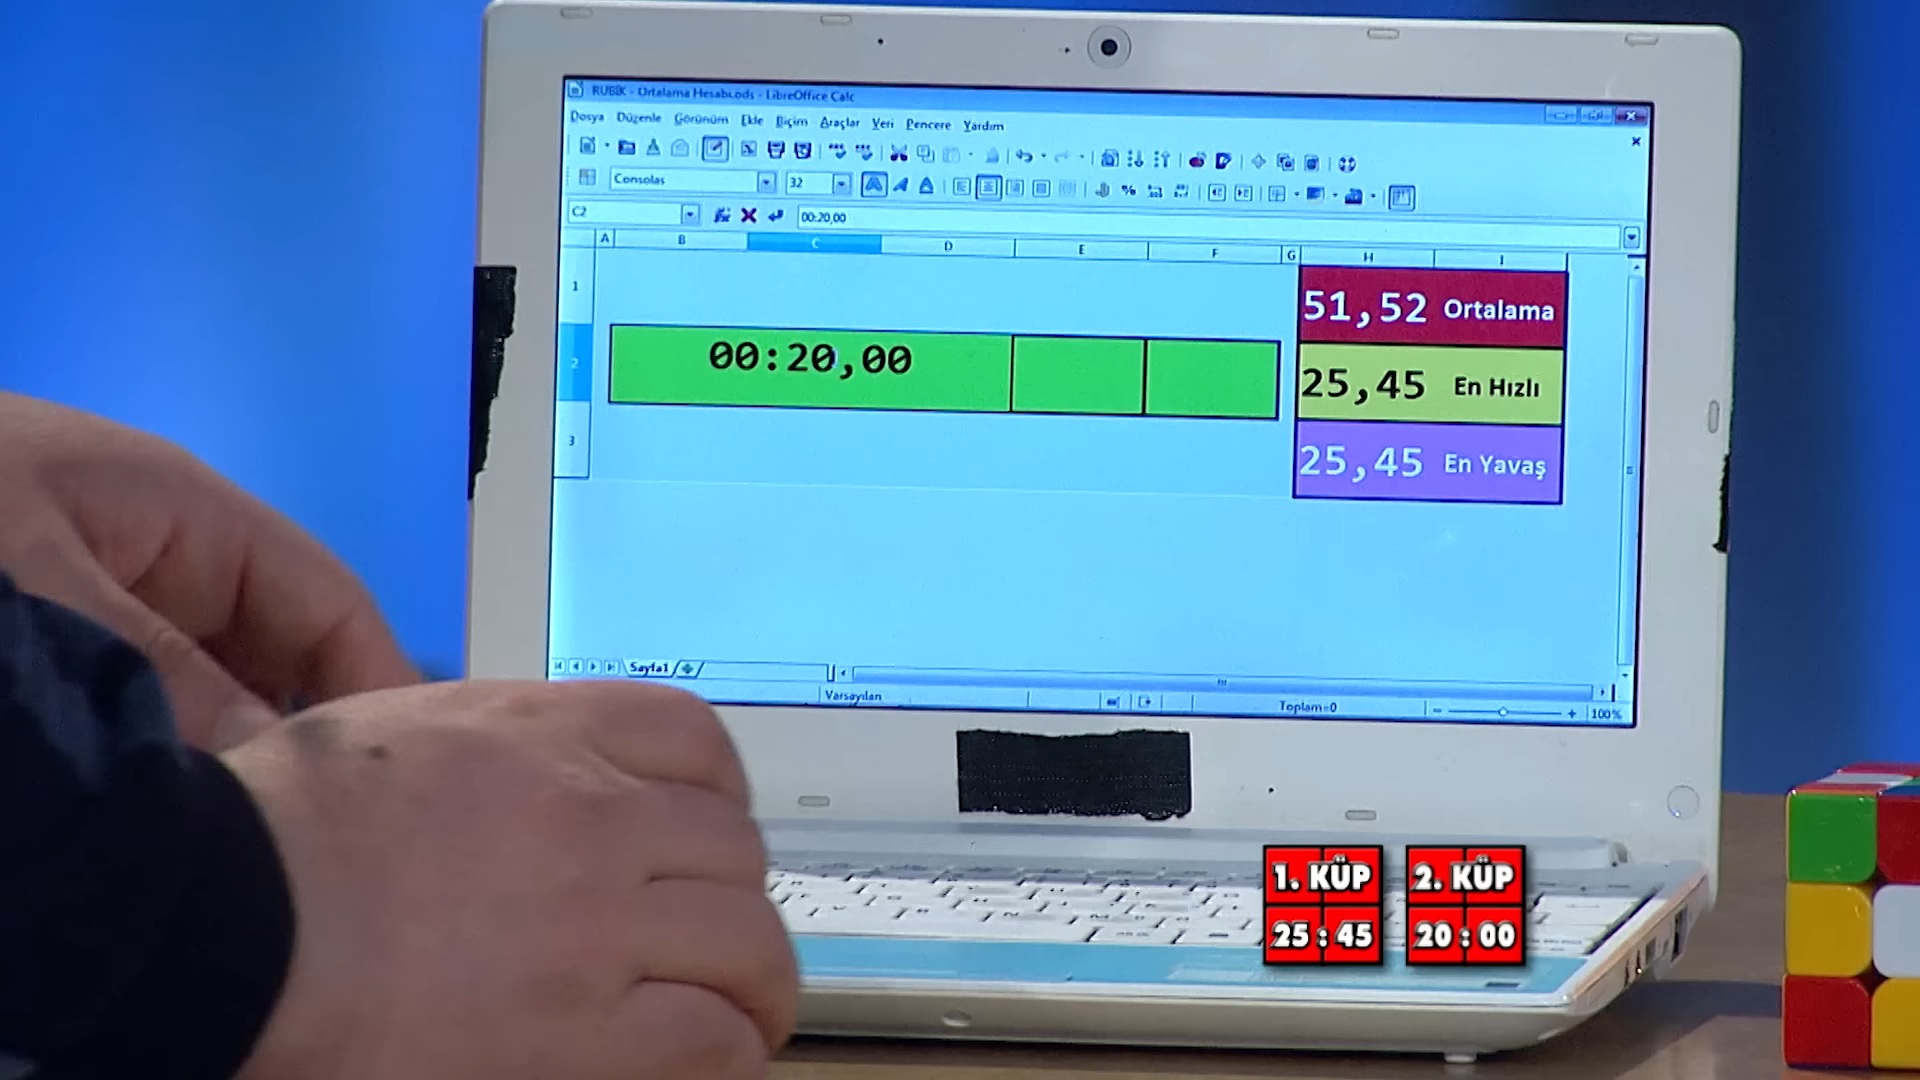 RUBİK - Ortalama Hesabı.ods - LibreOffice Calc
Dosya Düzenle Görünüm Ekle Biçim Araçlar Veri Pencere Yardım
Consolas 32
C2 00:20,00
A B C D E F G H I
1
51,52 Ortalama
2
00:20,00
25,45 En Hızlı
3
25,45 En Yavaş
Sayfa1
Varsayılan Toplam=0 100%
1. KÜP 2. KÜP
25:45 20:00